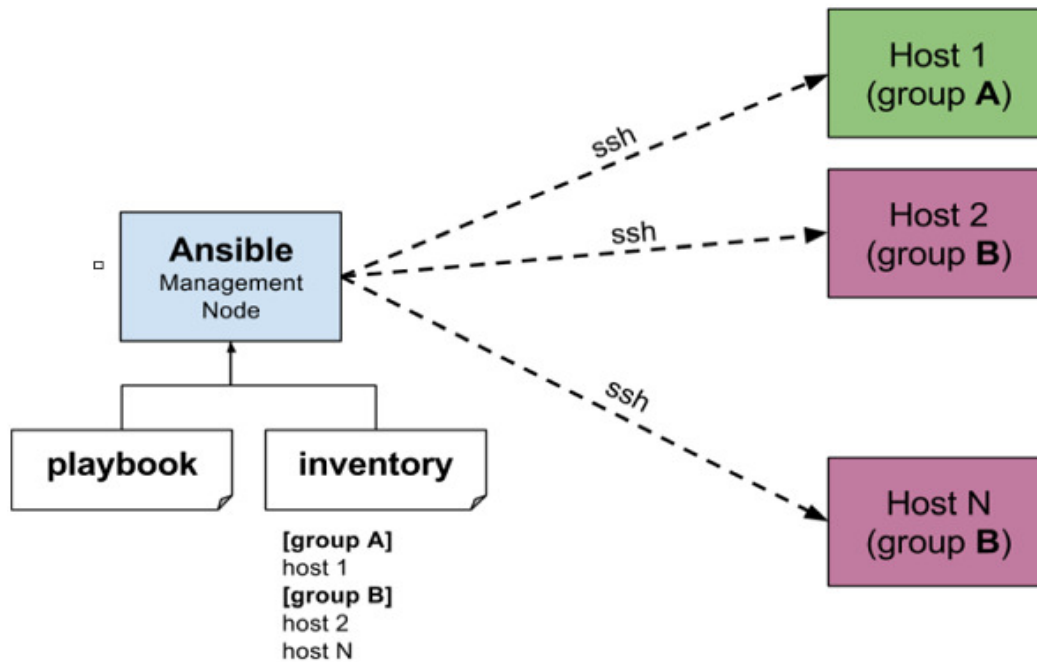 Host 1
(group A)
ssh
Host 2
(group B)
ssh
Ansible
Management
Node
ssh
playbook
inventory
Host N
(group B)
[group A]
host 1
[group B]
host 2
host N